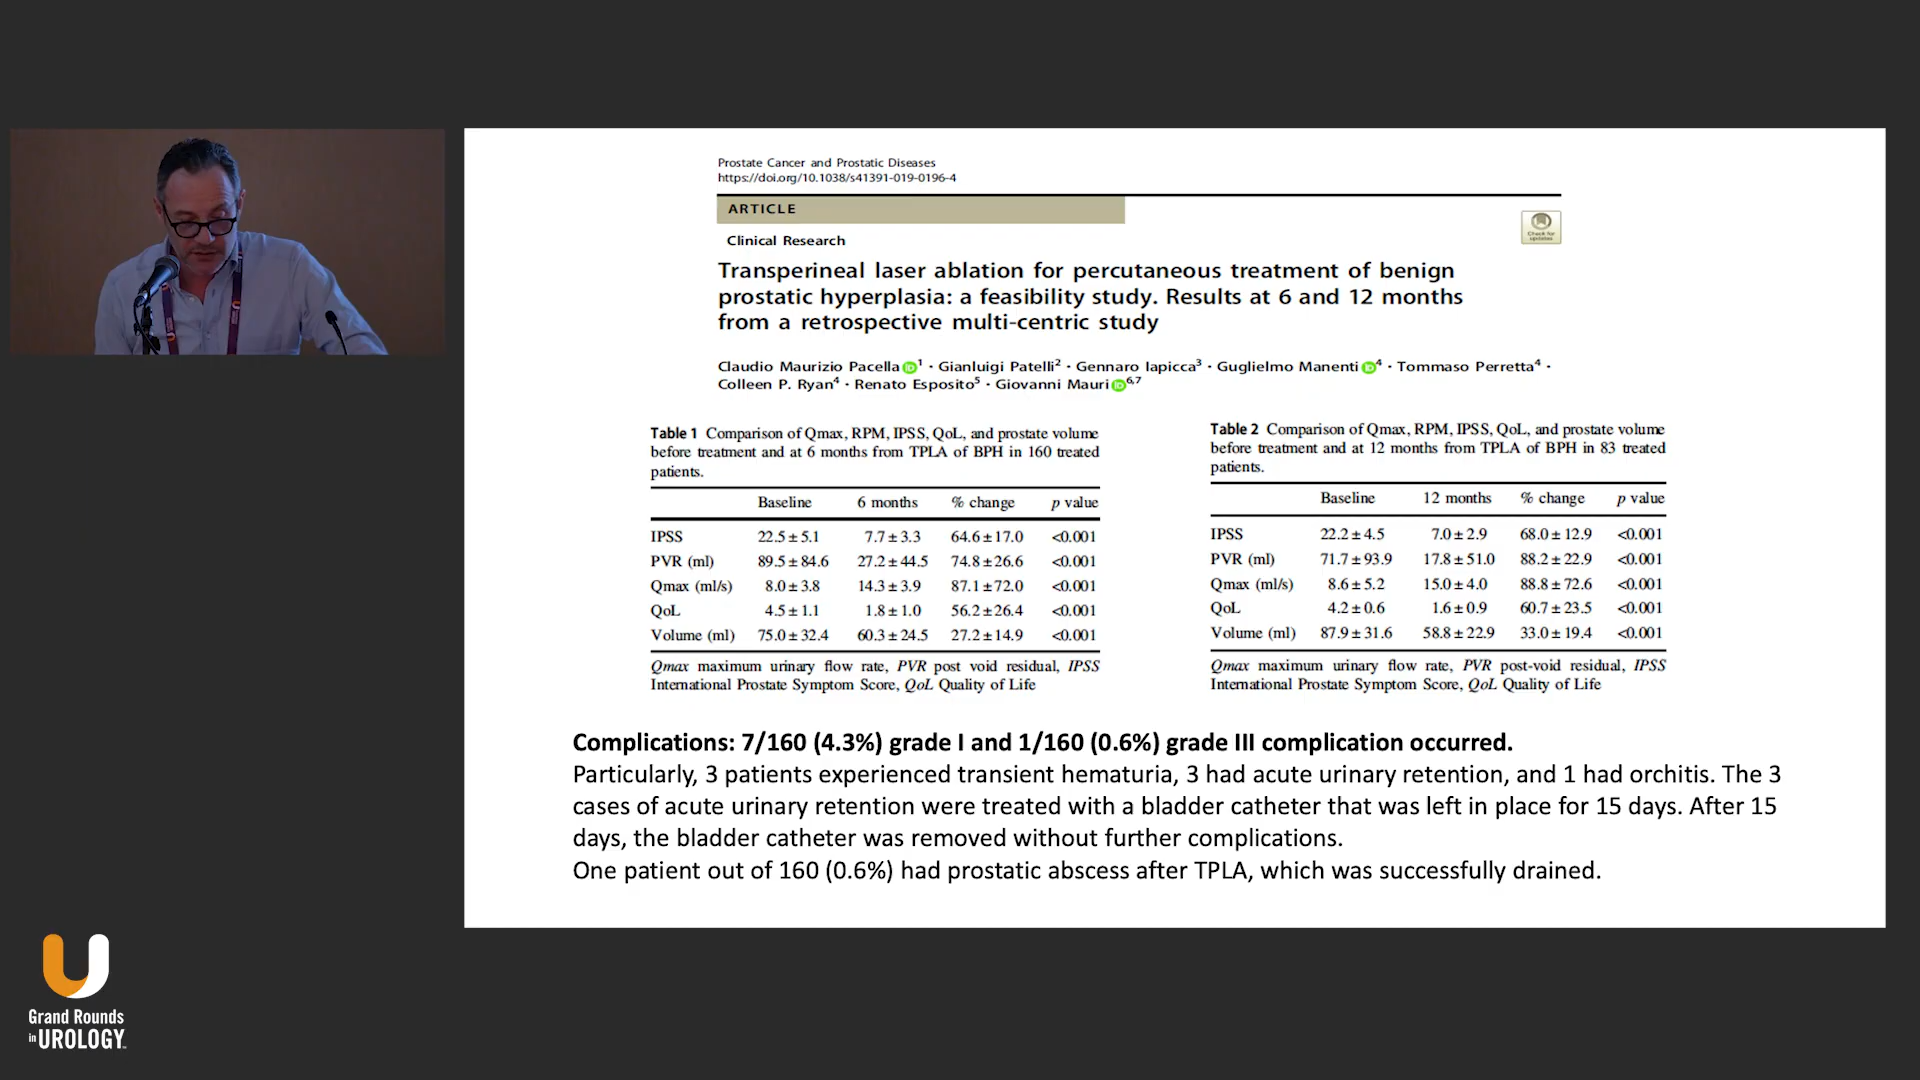 Prostate Cancer and Prostatic Diseases
https://doi.org/10.1038/s41391-019-0196-4
ARTICLE
Check for updates
Clinical Research
Transperineal laser ablation for percutaneous treatment of benign
prostatic hyperplasia: a feasibility study. Results at 6 and 12 months
from a retrospective multi-centric study
Claudio Maurizio Pacella iD 1 · Gianluigi Patelli2 · Gennaro Iapicca3 · Guglielmo Manenti iD 4 · Tommaso Perretta4 ·
Colleen P. Ryan4 · Renato Esposito5 · Giovanni Mauri iD 6,7
Table 1 Comparison of Qmax, RPM, IPSS, QoL, and prostate volume
before treatment and at 6 months from TPLA of BPH in 160 treated
patients.
Baseline 6 months % change p value
IPSS 22.5 ± 5.1 7.7 ± 3.3 64.6 ± 17.0 <0.001
PVR (ml) 89.5 ± 84.6 27.2 ± 44.5 74.8 ± 26.6 <0.001
Qmax (ml/s) 8.0 ± 3.8 14.3 ± 3.9 87.1 ± 72.0 <0.001
QoL 4.5 ± 1.1 1.8 ± 1.0 56.2 ± 26.4 <0.001
Volume (ml) 75.0 ± 32.4 60.3 ± 24.5 27.2 ± 14.9 <0.001
Qmax maximum urinary flow rate, PVR post void residual, IPSS
International Prostate Symptom Score, QoL Quality of Life
Table 2 Comparison of Qmax, RPM, IPSS, QoL, and prostate volume
before treatment and at 12 months from TPLA of BPH in 83 treated
patients.
Baseline 12 months % change p value
IPSS 22.2 ± 4.5 7.0 ± 2.9 68.0 ± 12.9 <0.001
PVR (ml) 71.7 ± 93.9 17.8 ± 51.0 88.2 ± 22.9 <0.001
Qmax (ml/s) 8.6 ± 5.2 15.0 ± 4.0 88.8 ± 72.6 <0.001
QoL 4.2 ± 0.6 1.6 ± 0.9 60.7 ± 23.5 <0.001
Volume (ml) 87.9 ± 31.6 58.8 ± 22.9 33.0 ± 19.4 <0.001
Qmax maximum urinary flow rate, PVR post-void residual, IPSS
International Prostate Symptom Score, QoL Quality of Life
Complications: 7/160 (4.3%) grade I and 1/160 (0.6%) grade III complication occurred.
Particularly, 3 patients experienced transient hematuria, 3 had acute urinary retention, and 1 had orchitis. The 3
cases of acute urinary retention were treated with a bladder catheter that was left in place for 15 days. After 15
days, the bladder catheter was removed without further complications.
One patient out of 160 (0.6%) had prostatic abscess after TPLA, which was successfully drained.
Grand Rounds
in UROLOGY